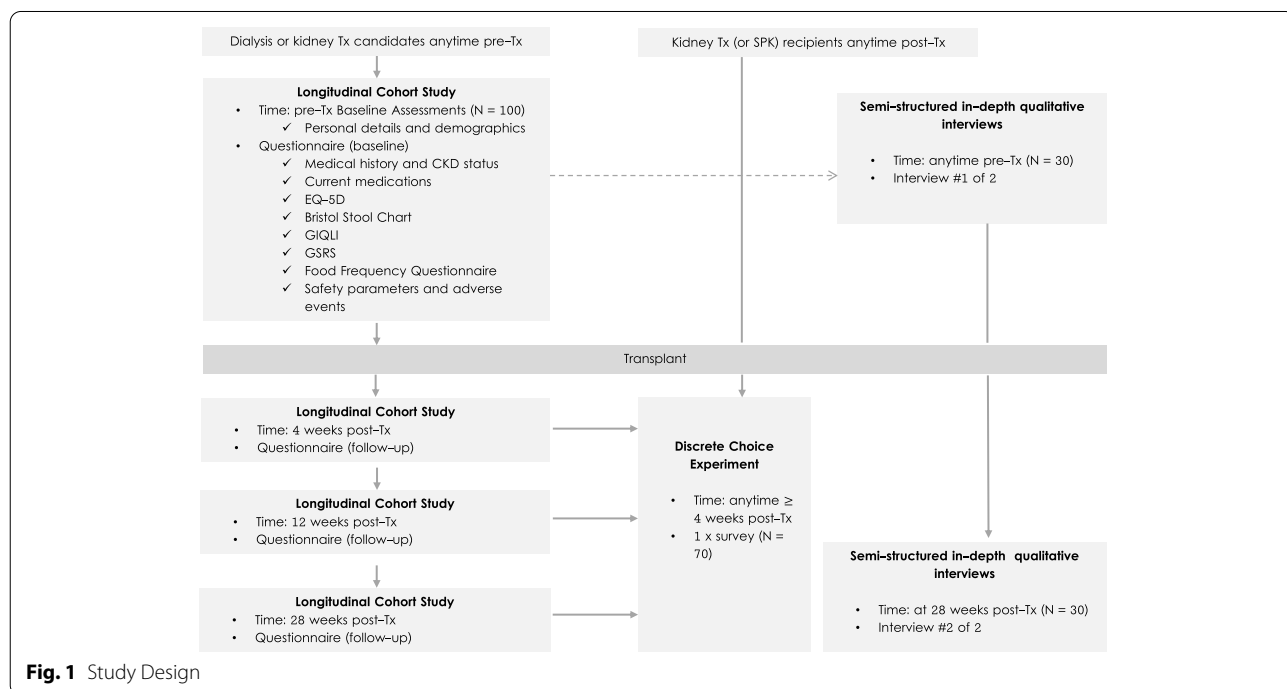 Dialysis or kidney Tx candidates anytime pre–Tx
Kidney Tx (or SPK) recipients anytime post–Tx
Longitudinal Cohort Study
• Time: pre–Tx Baseline Assessments (N = 100)
✓ Personal details and demographics
• Questionnaire (baseline)
✓ Medical history and CKD status
✓ Current medications
✓ EQ–5D
✓ Bristol Stool Chart
✓ GIQLI
✓ GSRS
✓ Food Frequency Questionnaire
✓ Safety parameters and adverse
events
Semi–structured in–depth qualitative
interviews
• Time: anytime pre–Tx (N = 30)
• Interview #1 of 2
Transplant
Longitudinal Cohort Study
• Time: 4 weeks post–Tx
• Questionnaire (follow–up)
Longitudinal Cohort Study
• Time: 12 weeks post–Tx
• Questionnaire (follow–up)
Longitudinal Cohort Study
• Time: 28 weeks post–Tx
• Questionnaire (follow–up)
Discrete Choice
Experiment
• Time: anytime ≥
4 weeks post–Tx
• 1 x survey (N =
70)
Semi–structured in–depth qualitative
interviews
• Time: at 28 weeks post–Tx (N = 30)
• Interview #2 of 2
Fig. 1 Study Design